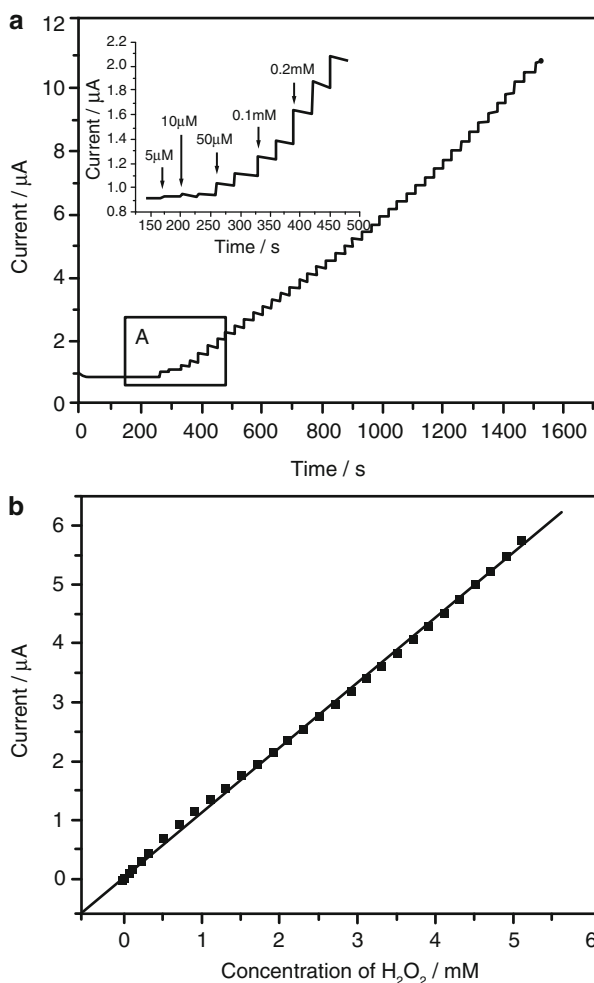 a
12
10
8
6
4
2
0
Current / µA
0 200 400 600 800 1000 1200 1400 1600
Time / s
A
2.2
2.0
1.8
1.6
1.4
1.2
1.0
0.8
Current / µA
5µM
10µM
50µM
0.1mM
0.2mM
150 200 250 300 350 400 450 500
Time / s
b
6
5
4
3
2
1
0
Current / µA
0 1 2 3 4 5 6
Concentration of H₂O₂ / mM